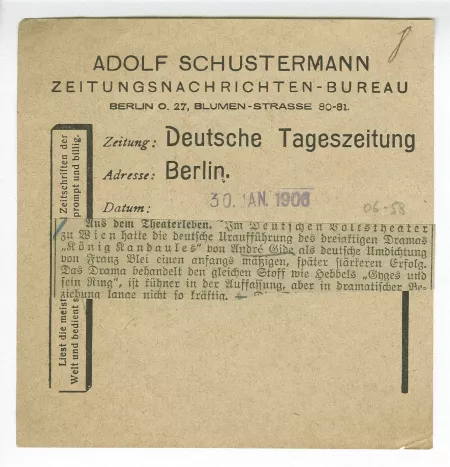 ADOLF SCHUSTERMANN
ZEITUNGSNACHRICHTEN-BUREAU
BERLIN O. 27, BLUMEN-STRASSE 80-81.
Zeitung: Deutsche Tageszeitung
Adresse: Berlin.
Datum: 30. JAN. 1906
06-58
Aus dem Theaterleben. Im Deutschen Volkstheater
zu Wien hatte die deutsche Uraufführung des dreiaktigen Dramas
„König Kandaules" von André Gide als deutsche Umdichtung
von Franz Blei einen anfangs mäßigen, später stärkeren Erfolg.
Das Drama behandelt den gleichen Stoff wie Hebbels „Gyges und
sein Ring", ist kühner in der Auffassung, aber in dramatischer Be-
ziehung lange nicht so kräftig.
Liest die meist
Zeitschriften der
Welt und bedient s
prompt und billig.